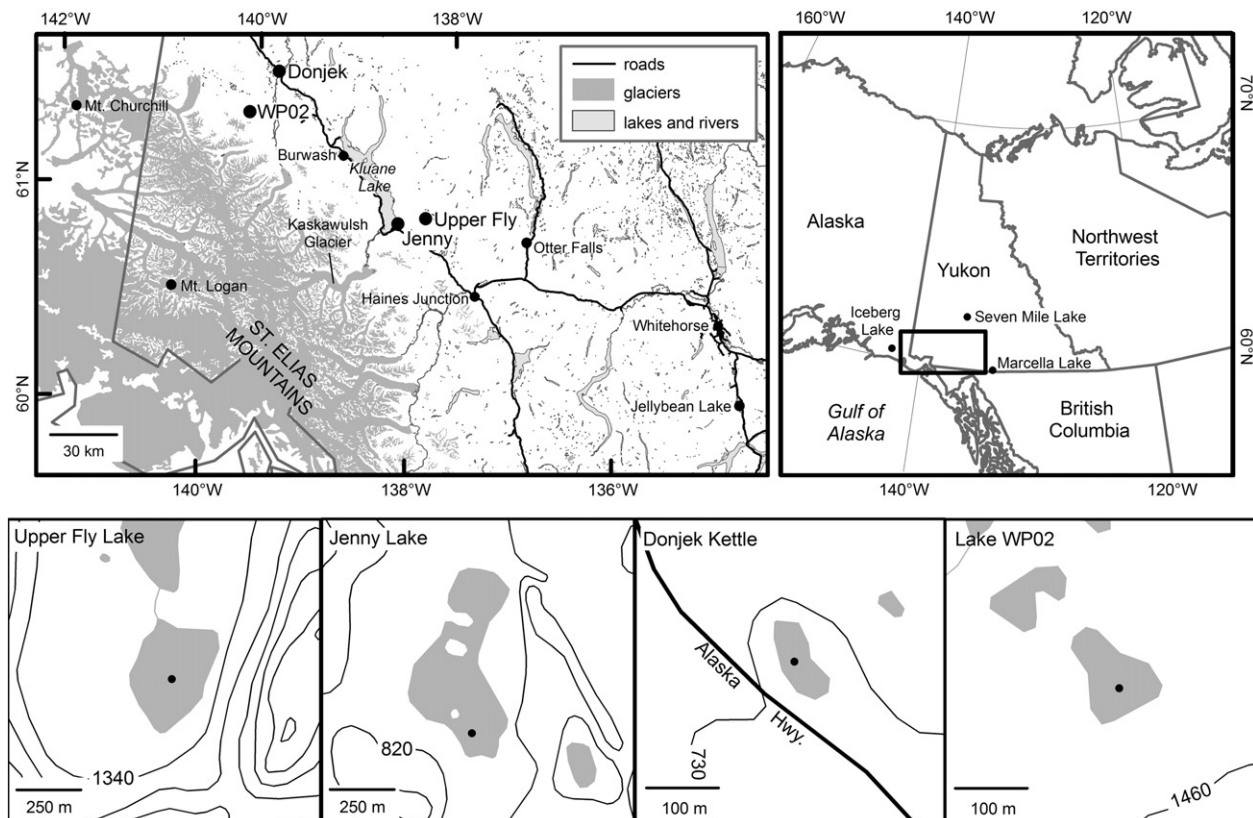 142°W
140°W
138°W
136°W
61°N
60°N
Donjek
Mt. Churchill
WP02
Burwash
Kluane
Lake
Upper Fly
Kaskawulsh
Glacier
Jenny
Otter Falls
Mt. Logan
Haines Junction
ST. ELIAS
MOUNTAINS
Whitehorse
Jellybean Lake
30 km
roads
glaciers
lakes and rivers
140°W
138°W
136°W
160°W
140°W
120°W
70°N
60°N
Alaska
Northwest
Territories
Yukon
Iceberg
Lake
Seven Mile Lake
Marcella Lake
Gulf of
Alaska
British
Columbia
140°W
120°W
Upper Fly Lake
1340
250 m
Jenny Lake
820
250 m
Donjek Kettle
Alaska
Hwy.
730
100 m
Lake WP02
1460
100 m